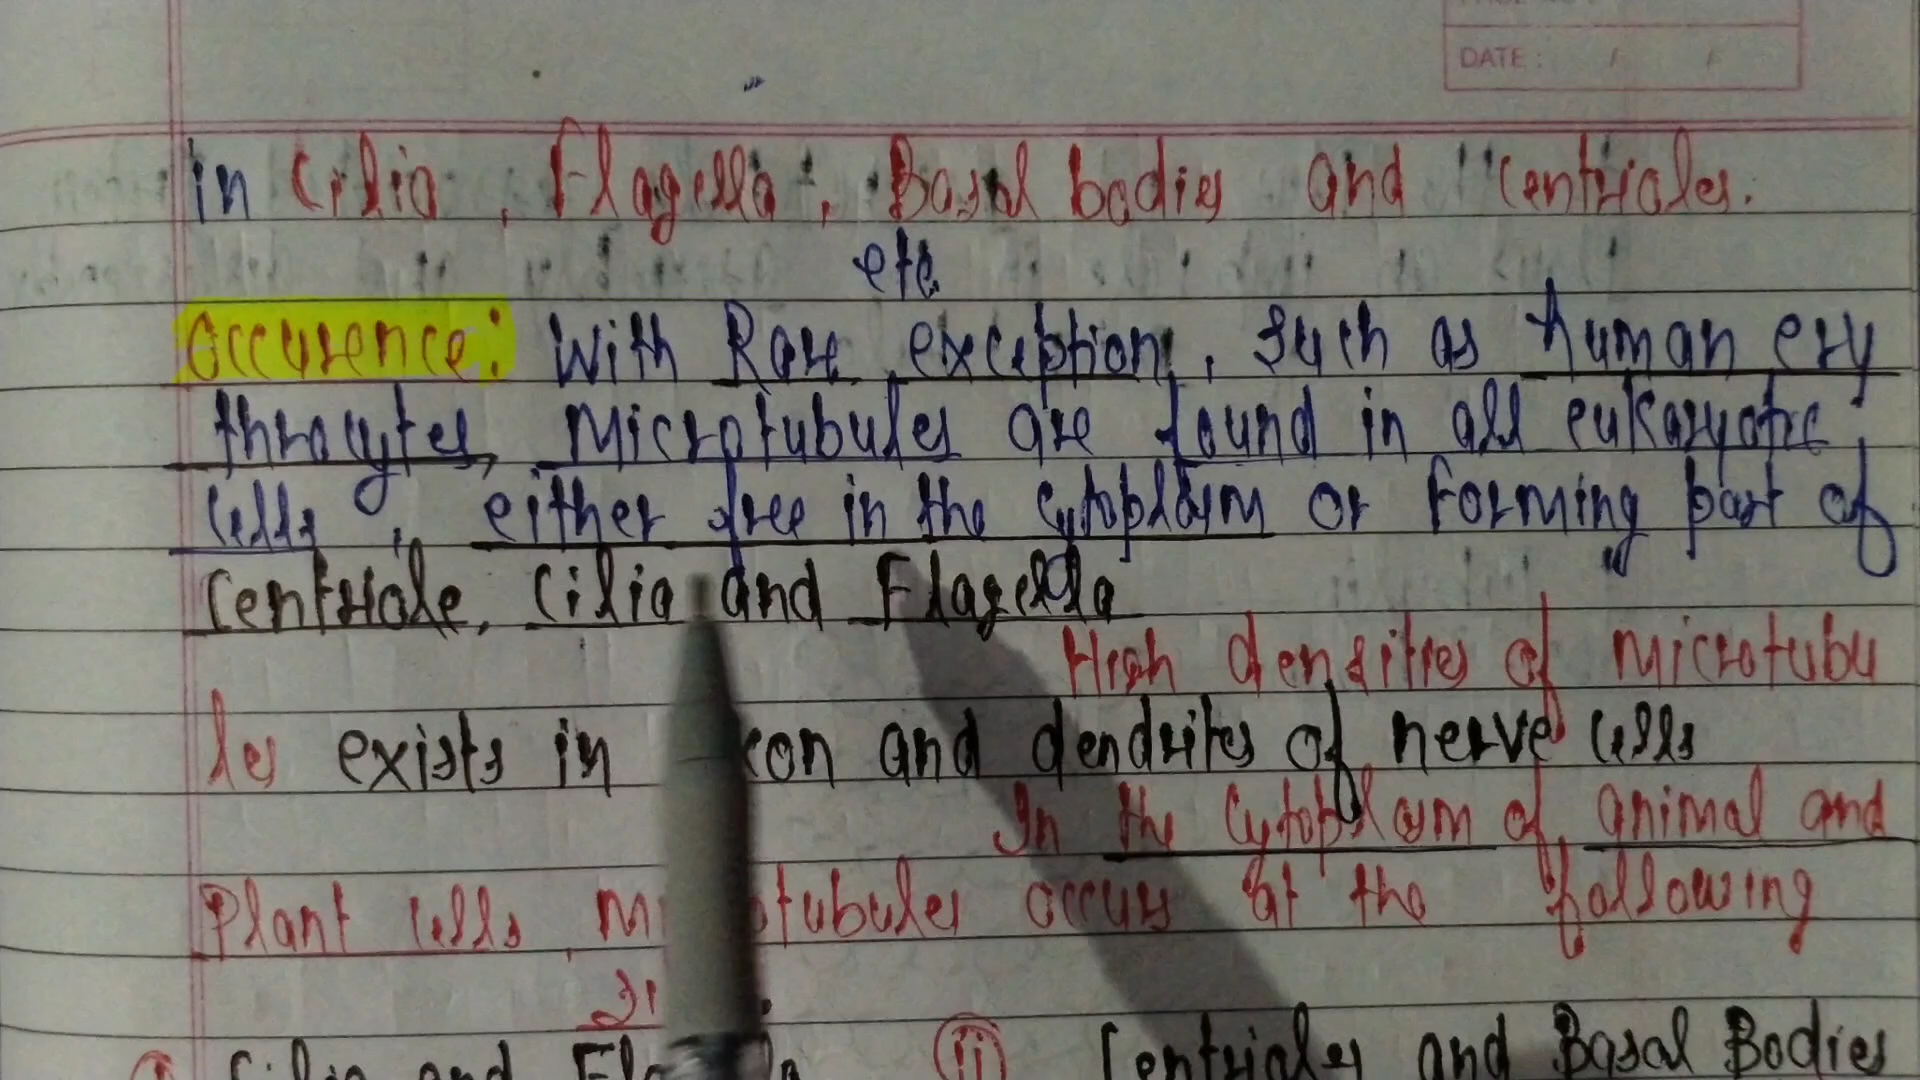 DATE :
in Cilia, Flagella, Basal bodies and Centrioles.
etc
Occurence: With Rare exception, Such as human ery
throcytes, Microtubules are found in all eukaryotic
cells, either free in the cytoplasm or Forming part of
Centriole, Cilia and Flagella
High densities of microtubu
les exists in and dendrites of nerve cells
In the cytoplasm of animal and
Plant cells occurs at the following
(ii) Centrioles and Basal Bodies
Cilia and